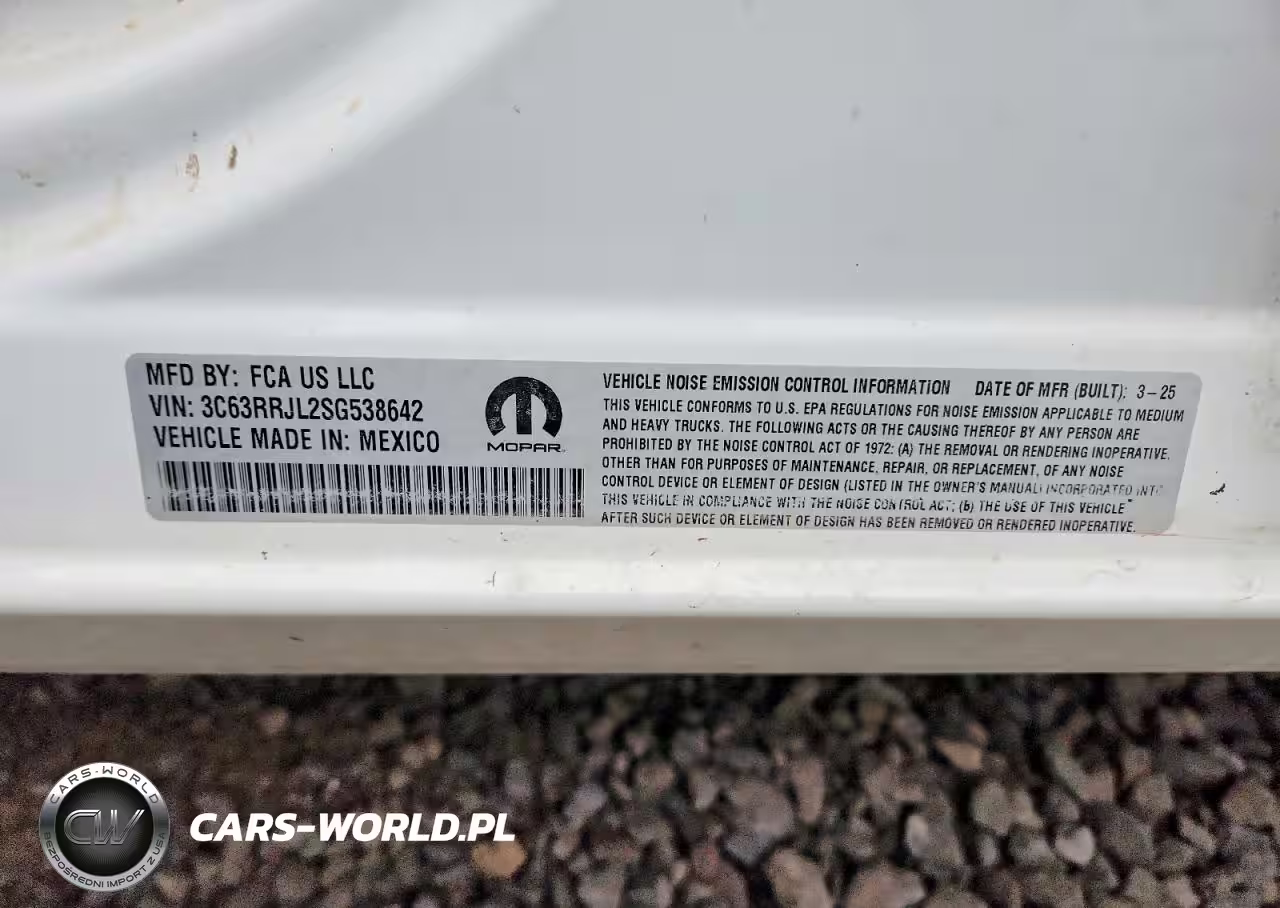 MFD BY: FCA US LLC
VIN: 3C63RRJL2SG538642
VEHICLE MADE IN: MEXICO
MOPAR
VEHICLE NOISE EMISSION CONTROL INFORMATION DATE OF MFR (BUILT): 3-25
THIS VEHICLE CONFORMS TO U.S. EPA REGULATIONS FOR NOISE EMISSION APPLICABLE TO MEDIUM
AND HEAVY TRUCKS. THE FOLLOWING ACTS OR THE CAUSING THEREOF BY ANY PERSON ARE
PROHIBITED BY THE NOISE CONTROL ACT OF 1972: (A) THE REMOVAL OR RENDERING INOPERATIVE,
OTHER THAN FOR PURPOSES OF MAINTENANCE, REPAIR, OR REPLACEMENT, OF ANY NOISE
CONTROL DEVICE OR ELEMENT OF DESIGN (LISTED IN THE OWNER'S MANUAL) INCORPORATED INTO
THIS VEHICLE IN COMPLIANCE WITH THE NOISE CONTROL ACT; (B) THE USE OF THIS VEHICLE
AFTER SUCH DEVICE OR ELEMENT OF DESIGN HAS BEEN REMOVED OR RENDERED INOPERATIVE.
CARS-WORLD
CW
BEZPOŚREDNI IMPORT Z USA
CARS-WORLD.PL